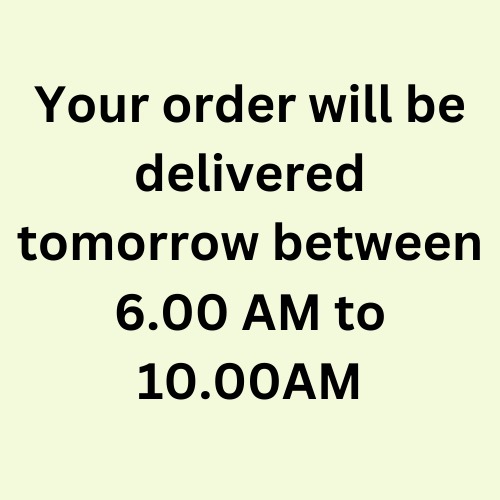 Your order will be
delivered
tomorrow between
6.00 AM to
10.00AM